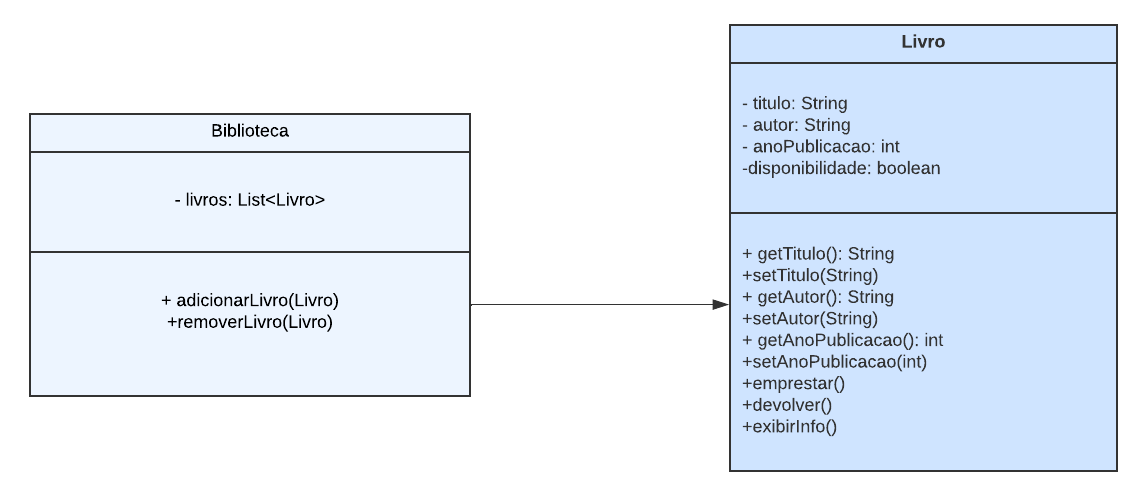 Biblioteca
- livros: List<Livro>
+ adicionarLivro(Livro)
+removerLivro(Livro)
Livro
- titulo: String
- autor: String
- anoPublicacao: int
-disponibilidade: boolean
+ getTitulo(): String
+setTitulo(String)
+ getAutor(): String
+setAutor(String)
+ getAnoPublicacao(): int
+setAnoPublicacao(int)
+emprestar()
+devolver()
+exibirInfo()